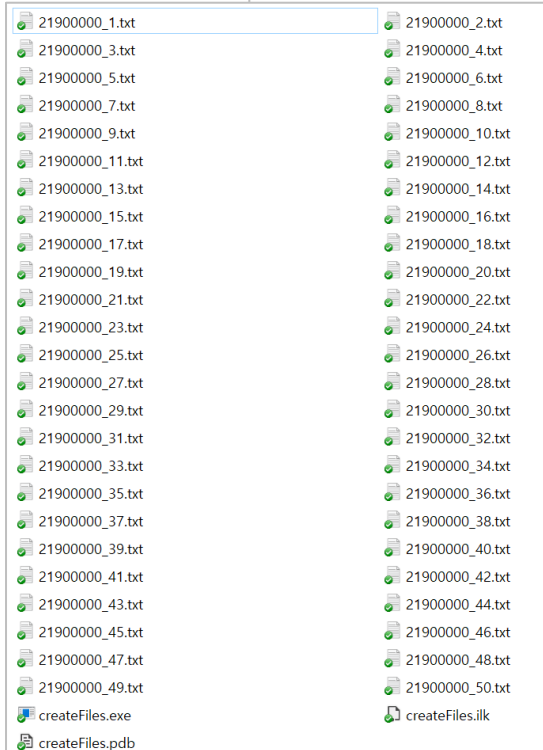 21900000_1.txt
21900000_2.txt
21900000_3.txt
21900000_4.txt
21900000_5.txt
21900000_6.txt
21900000_7.txt
21900000_8.txt
21900000_9.txt
21900000_10.txt
21900000_11.txt
21900000_12.txt
21900000_13.txt
21900000_14.txt
21900000_15.txt
21900000_16.txt
21900000_17.txt
21900000_18.txt
21900000_19.txt
21900000_20.txt
21900000_21.txt
21900000_22.txt
21900000_23.txt
21900000_24.txt
21900000_25.txt
21900000_26.txt
21900000_27.txt
21900000_28.txt
21900000_29.txt
21900000_30.txt
21900000_31.txt
21900000_32.txt
21900000_33.txt
21900000_34.txt
21900000_35.txt
21900000_36.txt
21900000_37.txt
21900000_38.txt
21900000_39.txt
21900000_40.txt
21900000_41.txt
21900000_42.txt
21900000_43.txt
21900000_44.txt
21900000_45.txt
21900000_46.txt
21900000_47.txt
21900000_48.txt
21900000_49.txt
21900000_50.txt
createFiles.exe
createFiles.ilk
createFiles.pdb